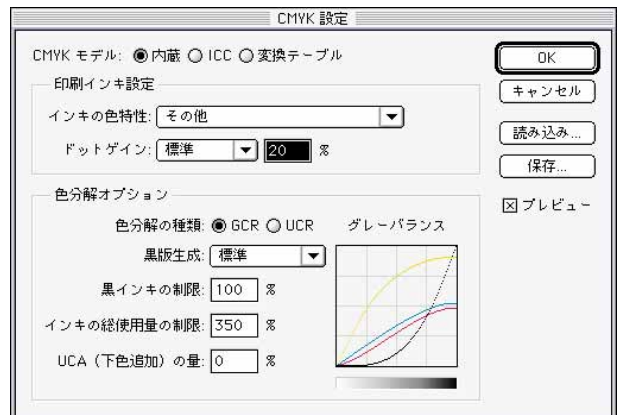 CMYK 設定
CMYK モデル: 内蔵 ICC 変換テーブル
印刷インキ設定
インキの色特性: その他
ドットゲイン: 標準 20 %
色分解オプション
色分解の種類: GCR UCR
グレーバランス
黒版生成: 標準
黒インキの制限: 100 %
インキの総使用量の制限: 350 %
UCA（下色追加）の量: 0 %
OK
キャンセル
読み込み...
保存...
プレビュー